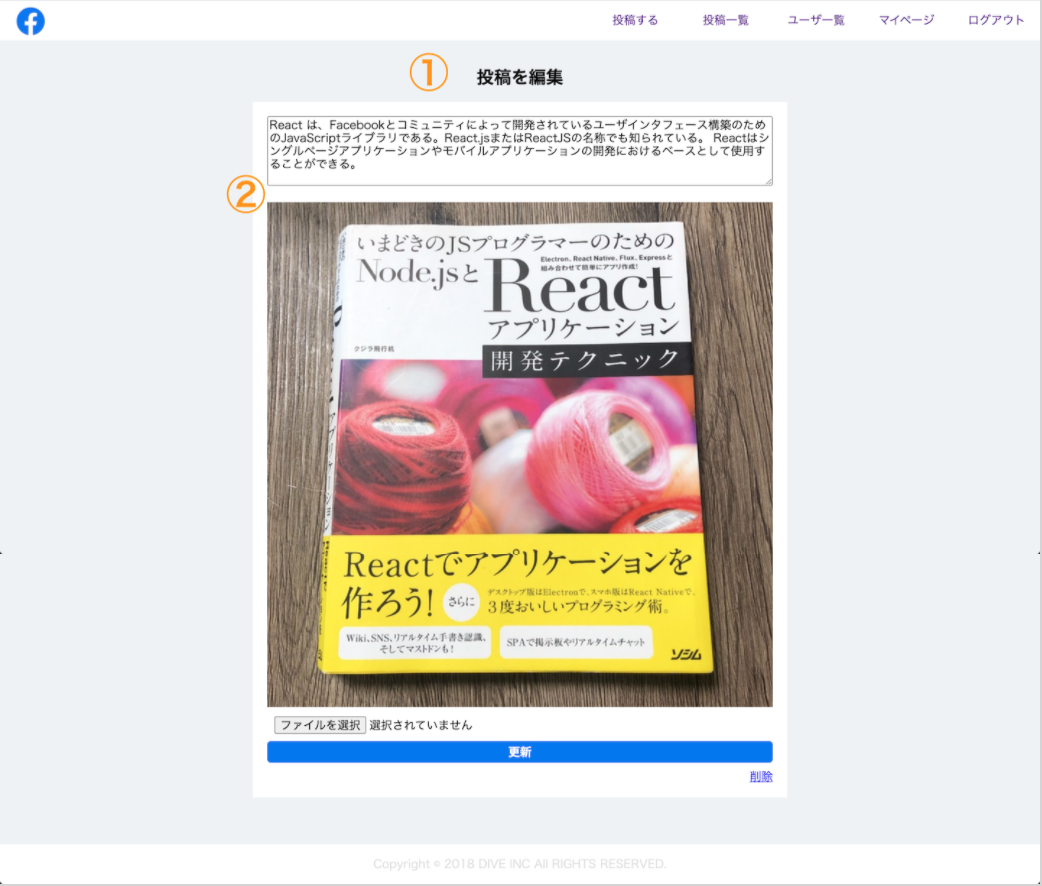 投稿する 投稿一覧 ユーザ一覧 マイページ ログアウト
① 投稿を編集
React は、Facebookとコミュニティによって開発されているユーザインタフェース構築のため
のJavaScriptライブラリである。React.jsまたはReactJSの名称でも知られている。 Reactはシ
ングルページアプリケーションやモバイルアプリケーションの開発におけるベースとして使用す
ることができる。
②
いまどきのJSプログラマーのための
Node.jsと
Electron、React Native、Flux、Expressと
組み合わせて簡単にアプリ作成!
React
アプリケーション
クジラ飛行机
開発テクニック
Reactでアプリケーションを
作ろう!
さらに
デスクトップ版はElectronで、スマホ版はReact Nativeで、
3度おいしいプログラミング術。
Wiki、SNS、リアルタイム手書き認識、
そしてマストドンも!
SPAで掲示板やリアルタイムチャット
ソシム
ファイルを選択 選択されていません
更新
削除
Copyright © 2018 DIVE INC All RIGHTS RESERVED.